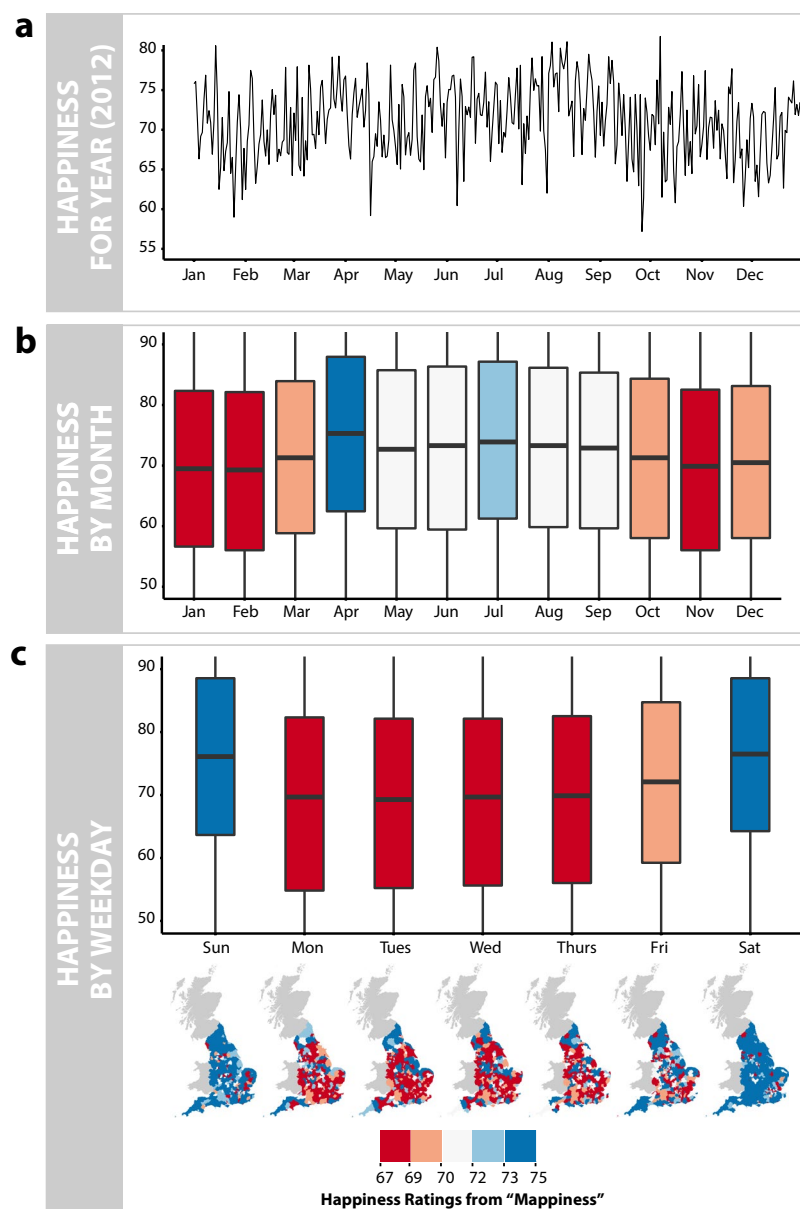 a
HAPPINESS
FOR YEAR (2012)
80
75
70
65
60
55
Jan Feb Mar Apr May Jun Jul Aug Sep Oct Nov Dec
b
HAPPINESS
BY MONTH
90
80
70
60
50
Jan Feb Mar Apr May Jun Jul Aug Sep Oct Nov Dec
c
HAPPINESS
BY WEEKDAY
90
80
70
60
50
Sun Mon Tues Wed Thurs Fri Sat
67 69 70 72 73 75
Happiness Ratings from “Mappiness”